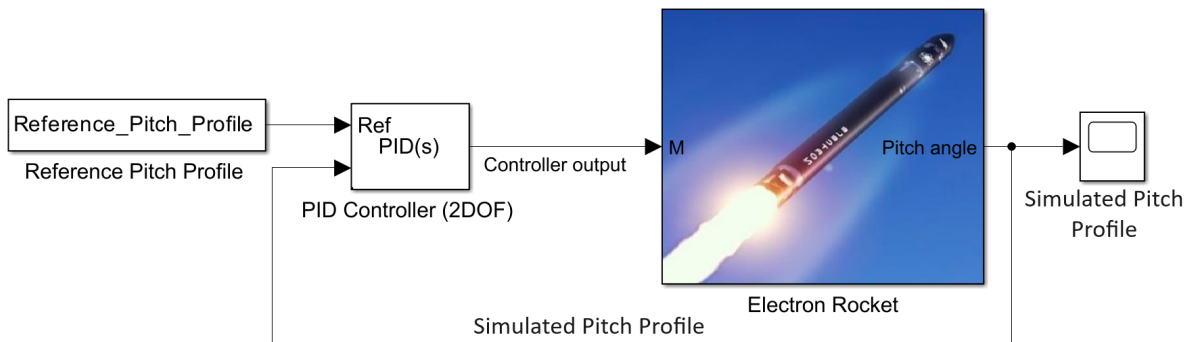 Reference_Pitch_Profile
Reference Pitch Profile
Ref
PID(s)
PID Controller (2DOF)
Controller output
M
Pitch angle
Electron Rocket
Simulated Pitch
Profile
Simulated Pitch Profile